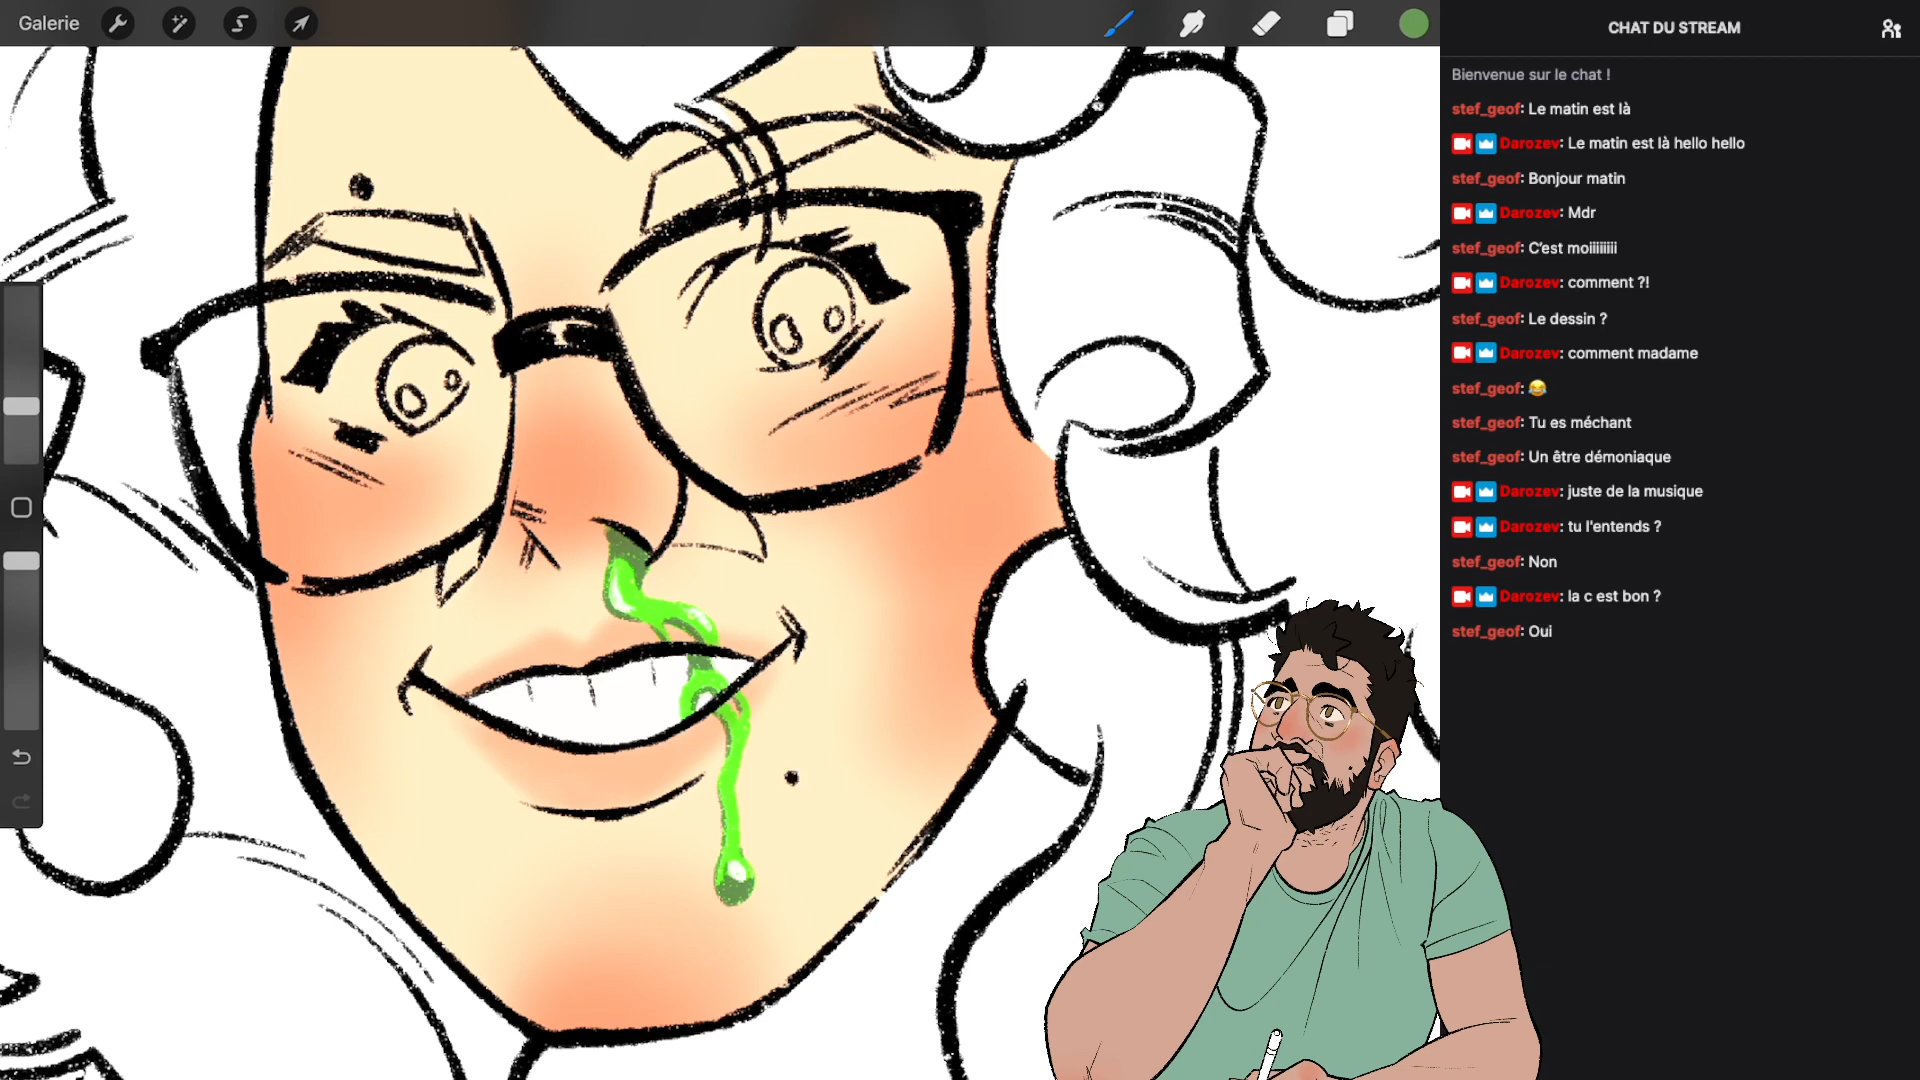 Galerie
CHAT DU STREAM
Bienvenue sur le chat !
stef_geof: Le matin est là
Darozev: Le matin est là hello hello
stef_geof: Bonjour matin
Darozev: Mdr
stef_geof: C'est moiiiiiiiii
Darozev: comment ?!
stef_geof: Le dessin ?
Darozev: comment madame
stef_geof: 😂
stef_geof: Tu es méchant
stef_geof: Un être démoniaque
Darozev: juste de la musique
Darozev: tu l'entends ?
stef_geof: Non
Darozev: la c est bon ?
stef_geof: Oui